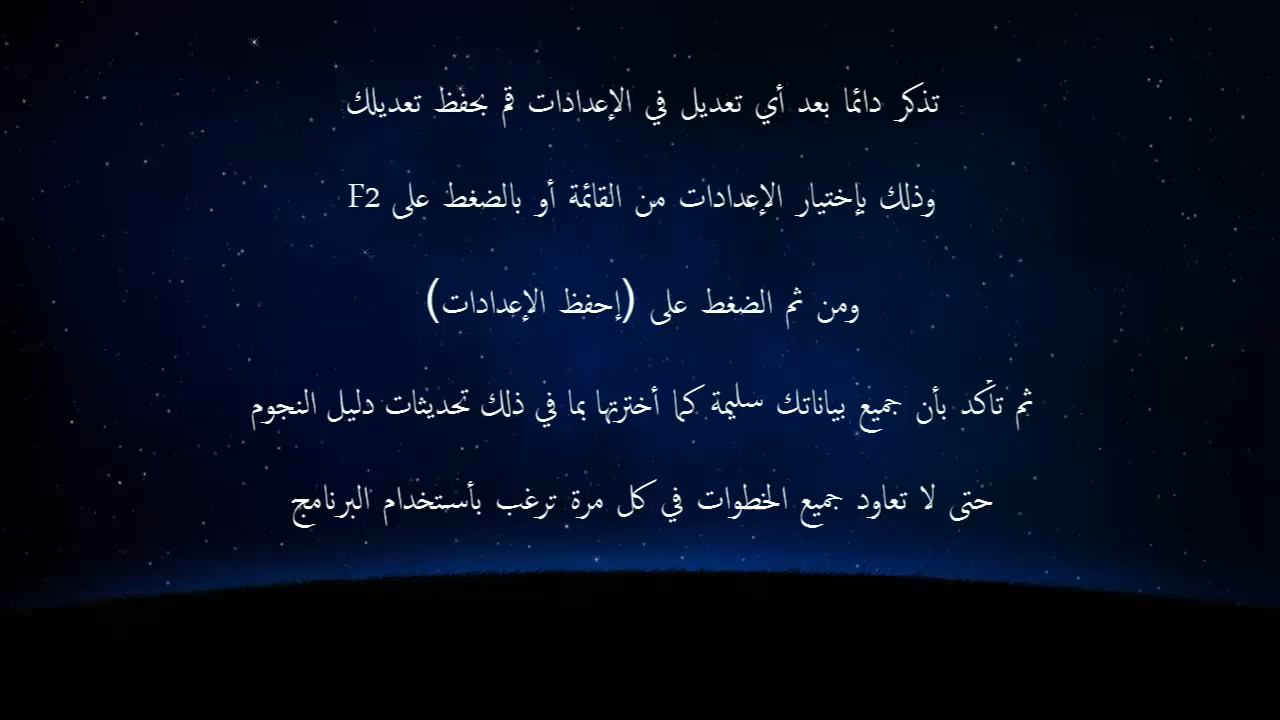 تذكر دائما بعد أي تعديل في الإعدادات قم بحفظ تعديلك
وذلك بإختيار الإعدادات من القائمة أو بالضغط على F2
ومن ثم الضغط على (إحفظ الإعدادات)
ثم تأكد بأن جميع بياناتك سليمة كما أخترتها بما في ذلك تحديثات دليل النجوم
حتى لا تعاود جميع الخطوات في كل مرة ترغب بأستخدام البرنامج